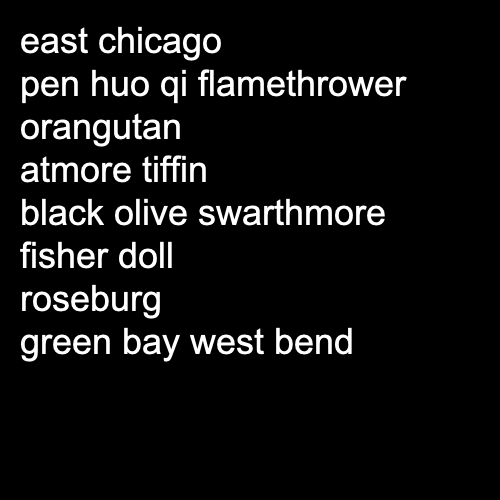 east chicago
pen huo qi flamethrower
orangutan
atmore tiffin
black olive swarthmore
fisher doll
roseburg
green bay west bend